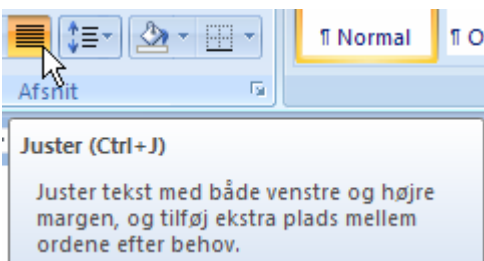 ¶ Normal ¶ O
Afsnit
Juster (Ctrl+J)
Juster tekst med både venstre og højre
margen, og tilføj ekstra plads mellem
ordene efter behov.